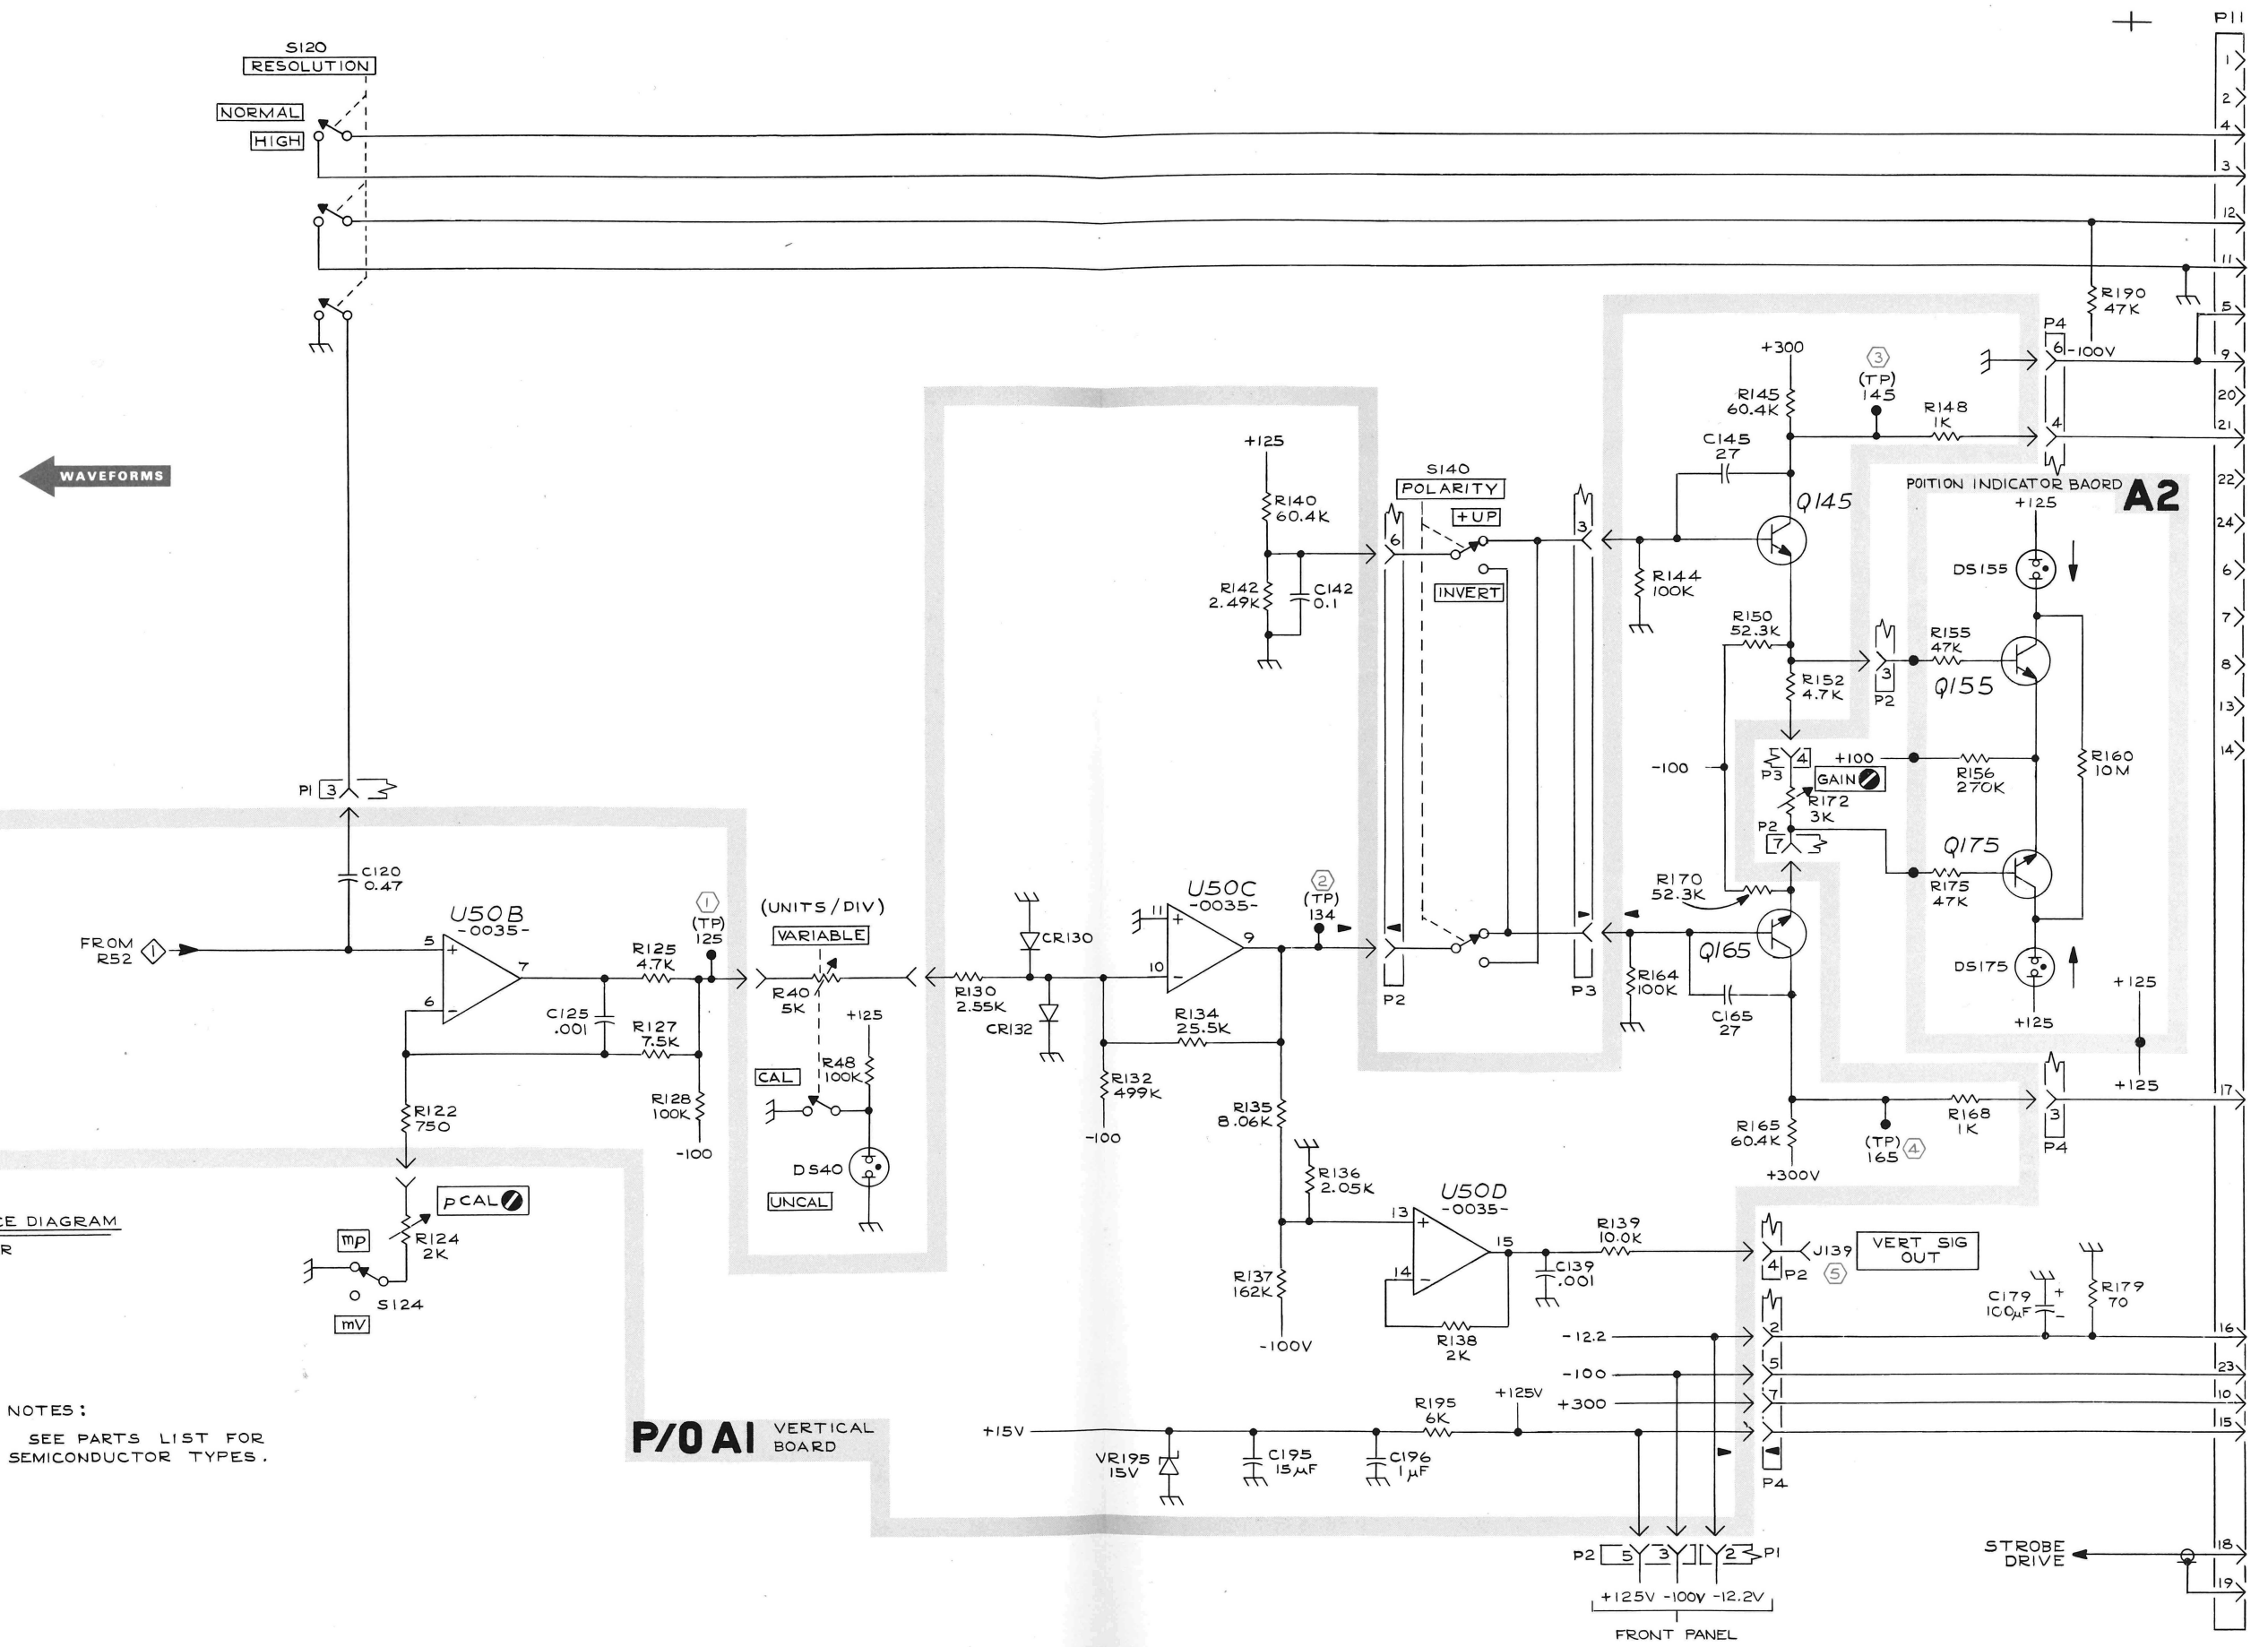 P11
S120
RESOLUTION
NORMAL
HIGH
1
2
4
3
12
11
R190
47K
5
P4
6
-100V
9
+300
3
(TP)
145
R145
60.4K
R148
1K
20
4
21
C145
27
+125
WAVEFORMS
S140
POLARITY
+UP
POITION INDICATOR BAORD
A2
22
R140
60.4K
Q145
+125
24
6
3
R142
2.49K
C142
0.1
INVERT
R144
100K
DS155
6
7
R150
52.3K
R155
47K
8
R152
4.7K
3
P2
Q155
13
-100
P3
4
GAIN
+100
R156
270K
R160
10M
14
R172
3K
P1
3
P2
7
Q175
R175
47K
C120
0.47
R170
52.3K
U50B
-0035-
1
(TP)
125
(UNITS/DIV)
VARIABLE
U50C
-0035-
2
(TP)
134
FROM
R52
1
5
+
6
-
7
R125
4.7K
CR130
11
+
10
-
9
Q165
DS175
R40
5K
R130
2.55K
P2
P3
R164
100K
+125
C125
.001
R127
7.5K
+125
CR132
R134
25.5K
C165
27
+125
R48
100K
CAL
R132
499K
+125
R128
100K
R122
750
R135
8.06K
R165
60.4K
(TP)
165
4
R168
1K
3
P4
17
-100
-100
DS40
R136
2.05K
+300V
UNCAL
pCAL
U50D
-0035-
CE DIAGRAM
R
mp
R124
2K
13
+
14
-
15
R139
10.0K
J139
VERT SIG
OUT
4
P2
5
S124
mV
R137
162K
C139
.001
C179
100µF
+
-
R179
70
-100V
R138
2K
-12.2
2
16
-100
5
23
+300
7
10
NOTES:
SEE PARTS LIST FOR
SEMICONDUCTOR TYPES.
P/O A1
VERTICAL
BOARD
+15V
R195
6K
+125V
15
VR195
15V
C195
15µF
C196
1µF
P4
P2
5
3
2
P1
STROBE
DRIVE
18
19
+125V -100V -12.2V
FRONT PANEL